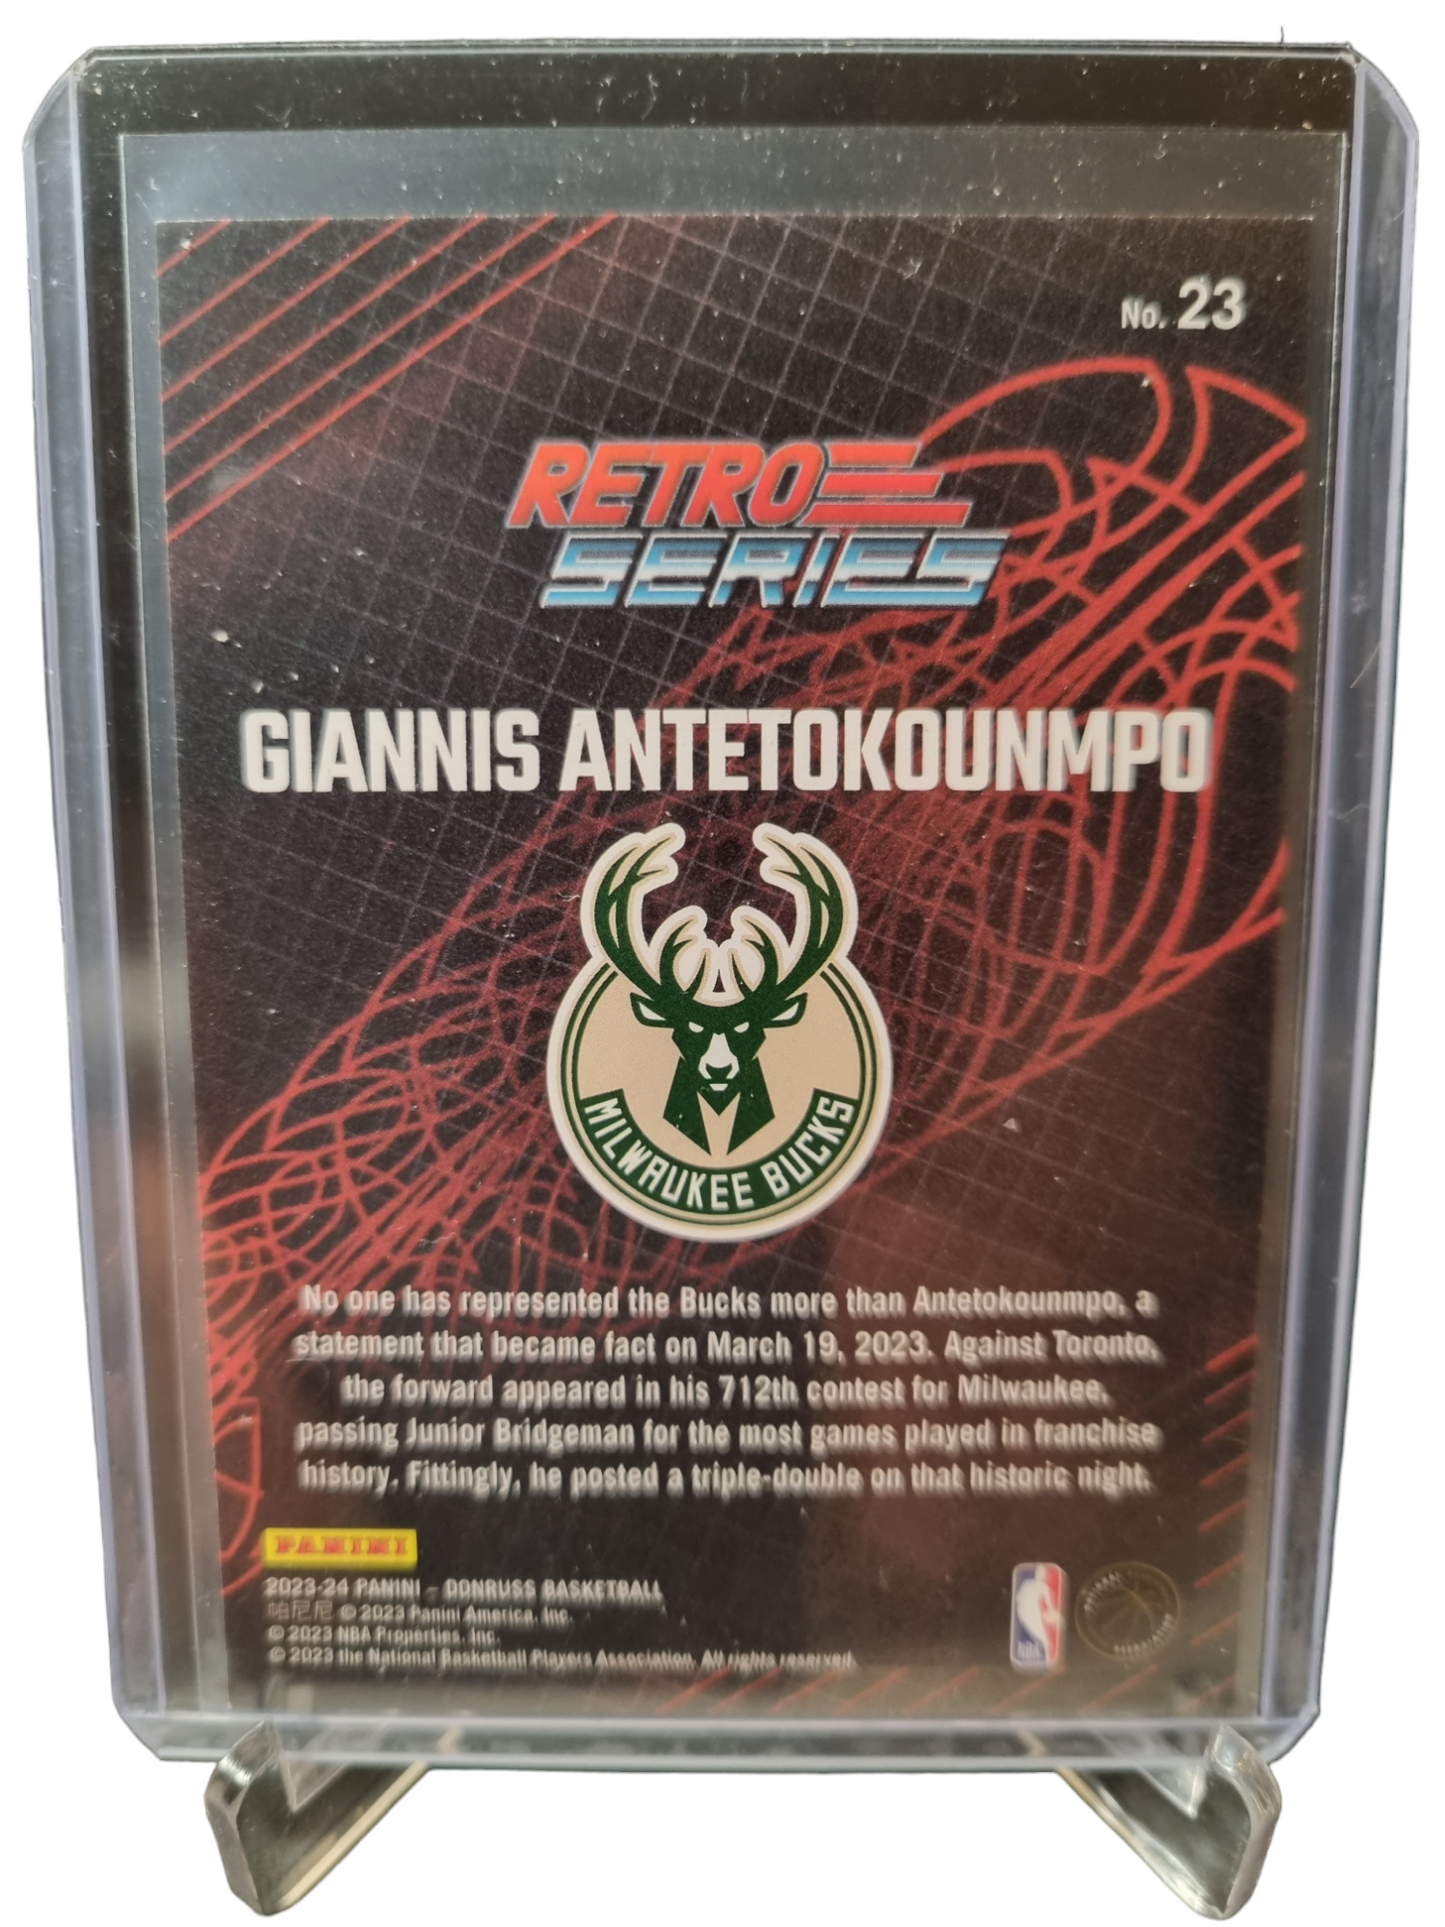 No. 23
RETRO
SERIES
GIANNIS ANTETOKOUNMPO
MILWAUKEE BUCKS
No one has represented the Bucks more than Antetokounmpo, a
statement that became fact on March 19, 2023. Against Toronto,
the forward appeared in his 712th contest for Milwaukee,
passing Junior Bridgeman for the most games played in franchise
history. Fittingly, he posted a triple-double on that historic night.
PANINI
2023-24 PANINI – DONRUSS BASKETBALL
帕尼尼 © 2023 Panini America, Inc.
© 2023 NBA Properties, Inc.
© 2023 the National Basketball Players Association. All rights reserved.
NBA